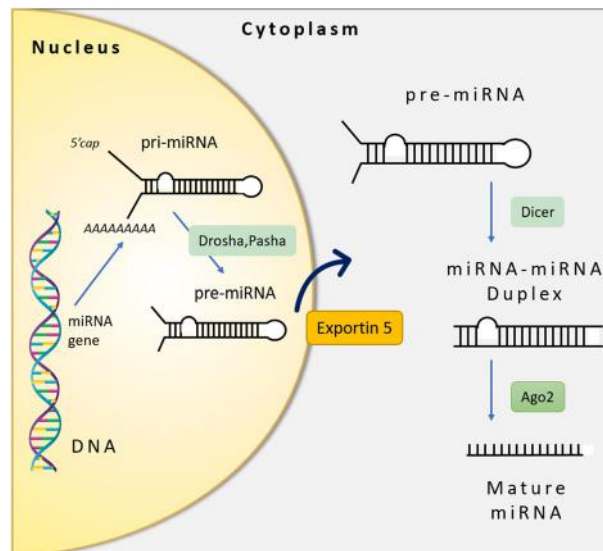 Cytoplasm
Nucleus
5'cap
pri-miRNA
AAAAAAAAA
Drosha,Pasha
pre-miRNA
miRNA
gene
DNA
Exportin 5
pre-miRNA
Dicer
miRNA-miRNA
Duplex
Ago2
Mature
miRNA